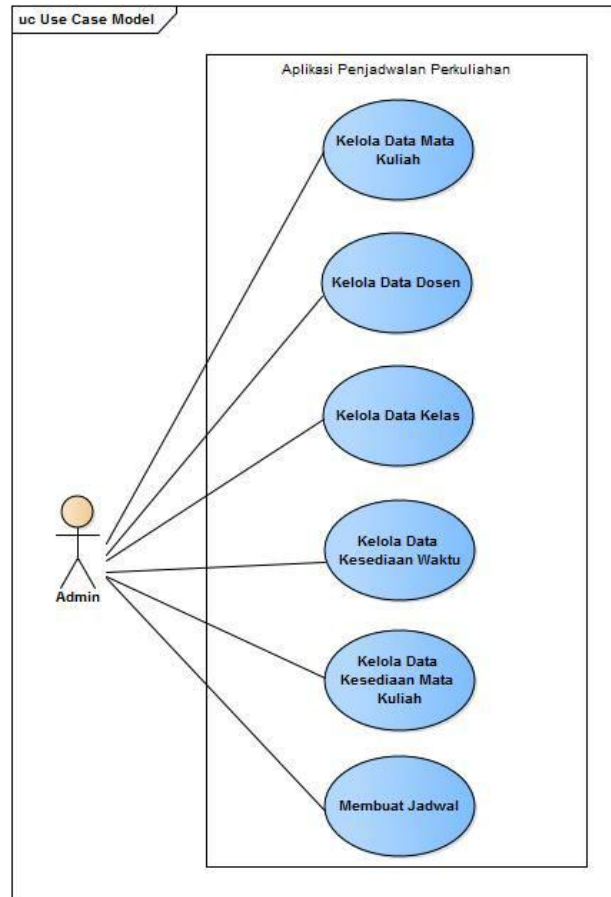 uc Use Case Model
Aplikasi Penjadwalan Perkuliahan
Kelola Data Mata
Kuliah
Kelola Data Dosen
Kelola Data Kelas
Kelola Data
Kesediaan Waktu
Admin
Kelola Data
Kesediaan Mata
Kuliah
Membuat Jadwal